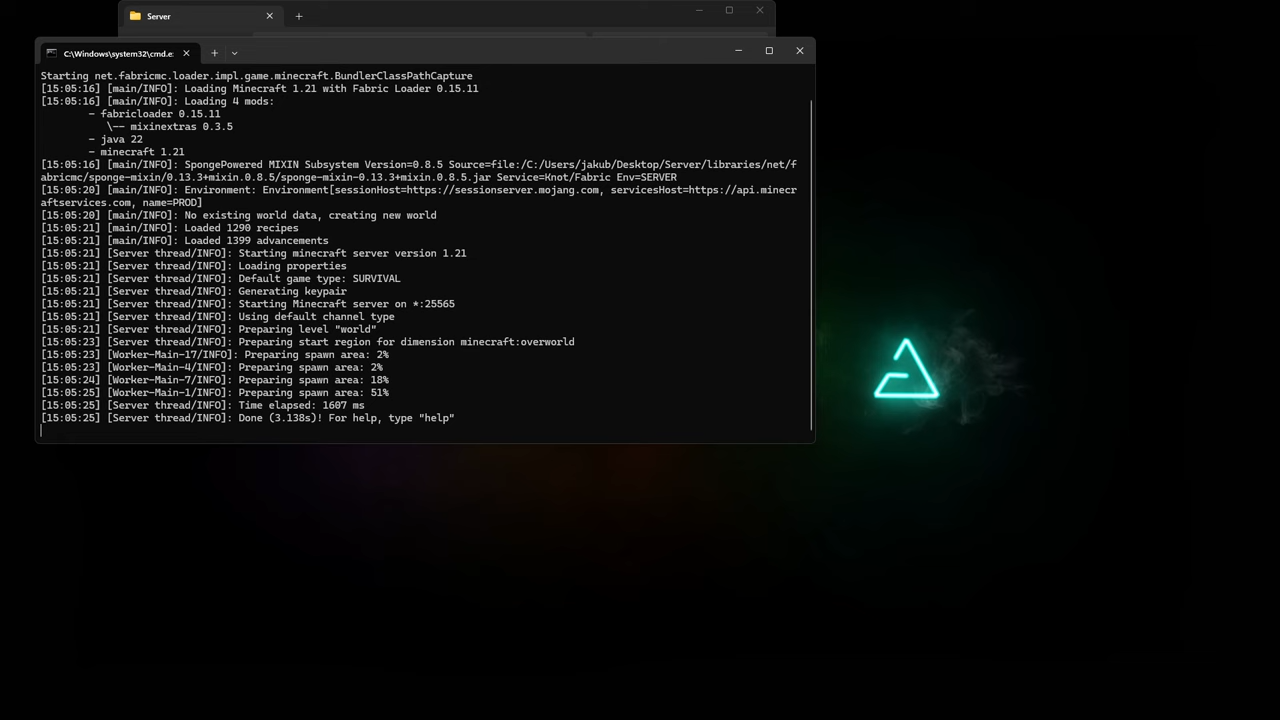 Server
C:\Windows\system32\cmd.e:
Starting net.fabricmc.loader.impl.game.minecraft.BundlerClassPathCapture
[15:05:16] [main/INFO]: Loading Minecraft 1.21 with Fabric Loader 0.15.11
[15:05:16] [main/INFO]: Loading 4 mods:
- fabricloader 0.15.11
\-- mixinextras 0.3.5
- java 22
- minecraft 1.21
[15:05:16] [main/INFO]: SpongePowered MIXIN Subsystem Version=0.8.5 Source=file:/C:/Users/jakub/Desktop/Server/libraries/net/f
abricmc/sponge-mixin/0.13.3+mixin.0.8.5/sponge-mixin-0.13.3+mixin.0.8.5.jar Service=Knot/Fabric Env=SERVER
[15:05:20] [main/INFO]: Environment: Environment[sessionHost=https://sessionserver.mojang.com, servicesHost=https://api.minecr
aftservices.com, name=PROD]
[15:05:20] [main/INFO]: No existing world data, creating new world
[15:05:21] [main/INFO]: Loaded 1290 recipes
[15:05:21] [main/INFO]: Loaded 1399 advancements
[15:05:21] [Server thread/INFO]: Starting minecraft server version 1.21
[15:05:21] [Server thread/INFO]: Loading properties
[15:05:21] [Server thread/INFO]: Default game type: SURVIVAL
[15:05:21] [Server thread/INFO]: Generating keypair
[15:05:21] [Server thread/INFO]: Starting Minecraft server on *:25565
[15:05:21] [Server thread/INFO]: Using default channel type
[15:05:21] [Server thread/INFO]: Preparing level "world"
[15:05:23] [Server thread/INFO]: Preparing start region for dimension minecraft:overworld
[15:05:23] [Worker-Main-17/INFO]: Preparing spawn area: 2%
[15:05:23] [Worker-Main-4/INFO]: Preparing spawn area: 2%
[15:05:24] [Worker-Main-7/INFO]: Preparing spawn area: 18%
[15:05:25] [Worker-Main-1/INFO]: Preparing spawn area: 51%
[15:05:25] [Server thread/INFO]: Time elapsed: 1607 ms
[15:05:25] [Server thread/INFO]: Done (3.138s)! For help, type "help"